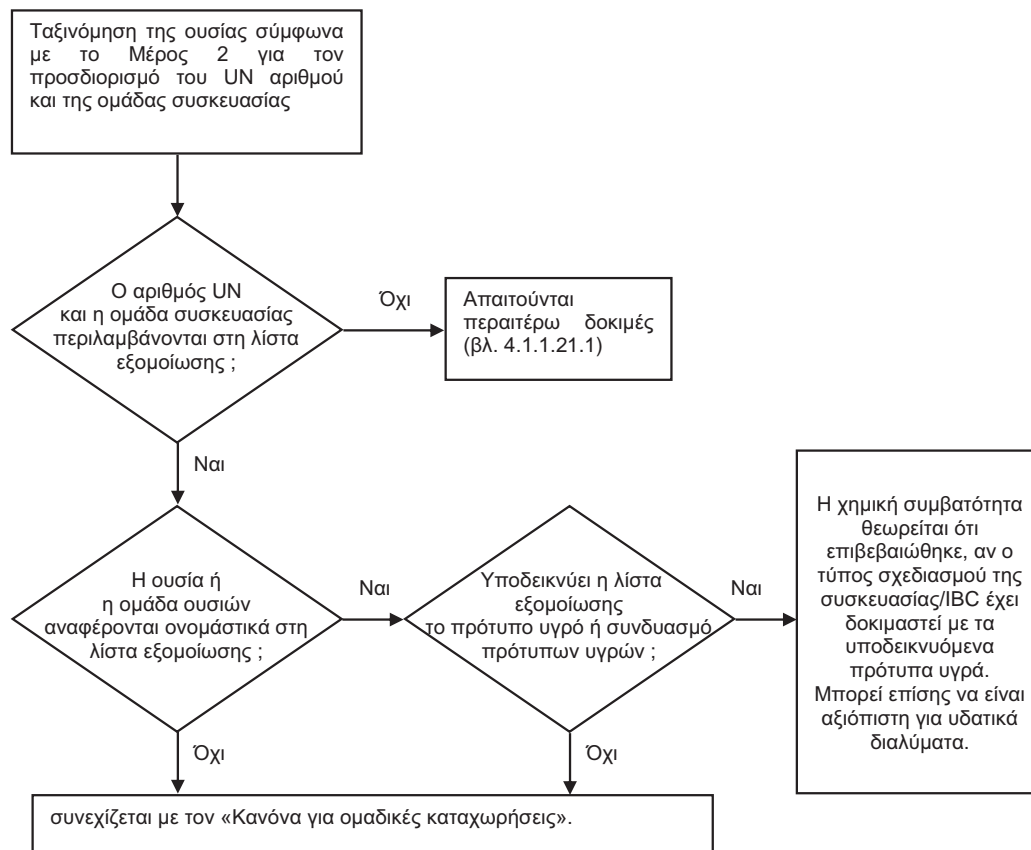 Ταξινόμηση της ουσίας σύμφωνα
με το Μέρος 2 για τον
προσδιορισμό του UN αριθμού
και της ομάδας συσκευασίας
Ο αριθμός UN
και η ομάδα συσκευασίας
περιλαμβάνονται στη λίστα
εξομοίωσης ;
Όχι
Απαιτούνται
περαιτέρω δοκιμές
(βλ. 4.1.1.21.1)
Ναι
Η ουσία ή
η ομάδα ουσιών
αναφέρονται ονομάστικά στη
λίστα εξομοίωσης ;
Ναι
Υποδεικνύει η λίστα
εξομοίωσης
το πρότυπο υγρό ή συνδυασμό
πρότυπων υγρών ;
Ναι
Η χημική συμβατότητα
θεωρείται ότι
επιβεβαιώθηκε, αν ο
τύπος σχεδιασμού της
συσκευασίας/IBC έχει
δοκιμαστεί με τα
υποδεικνυόμενα
πρότυπα υγρά.
Μπορεί επίσης να είναι
αξιόπιστη για υδατικά
διαλύματα.
Όχι
Όχι
συνεχίζεται με τον «Κανόνα για ομαδικές καταχωρήσεις».